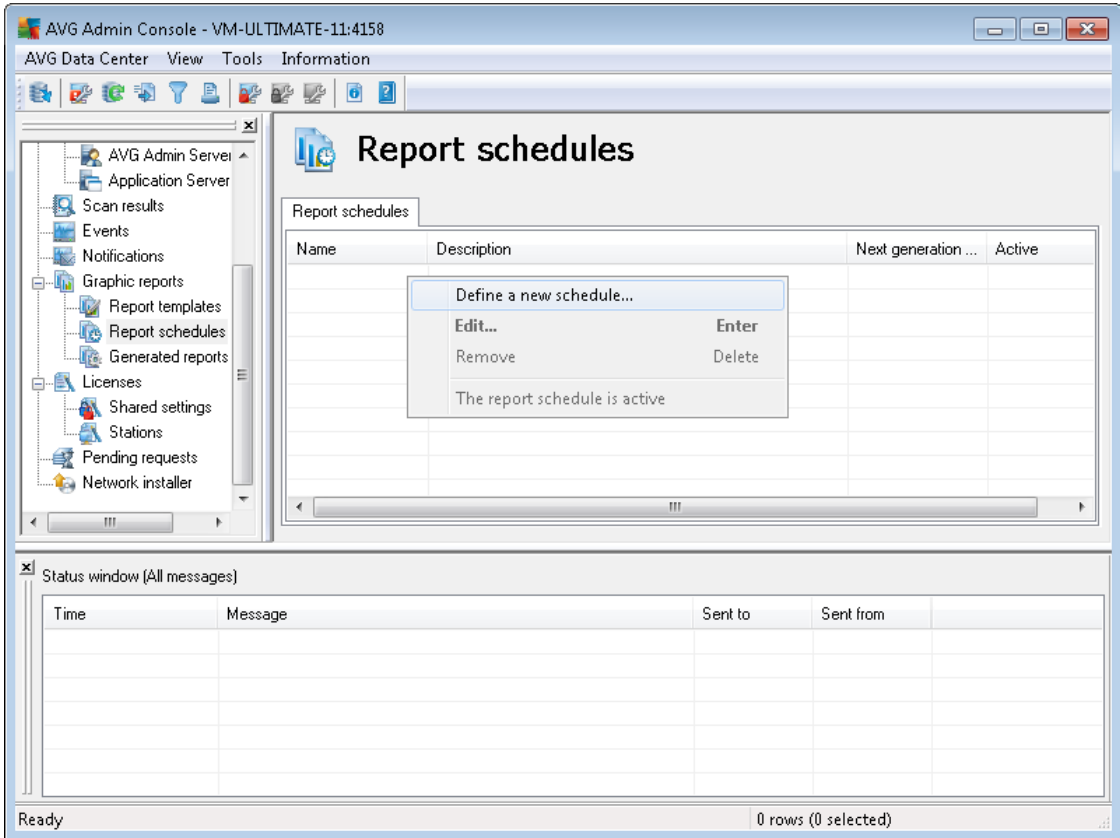 AVG Admin Console - VM-ULTIMATE-11:4158
AVG Data Center View Tools Information
AVG Admin Server
Application Server
Scan results
Events
Notifications
Graphic reports
Report templates
Report schedules
Generated reports
Licenses
Shared settings
Stations
Pending requests
Network installer
Report schedules
Report schedules
Name Description Next generation ... Active
Define a new schedule...
Edit... Enter
Remove Delete
The report schedule is active
Status window (All messages)
Time Message Sent to Sent from
Ready 0 rows (0 selected)